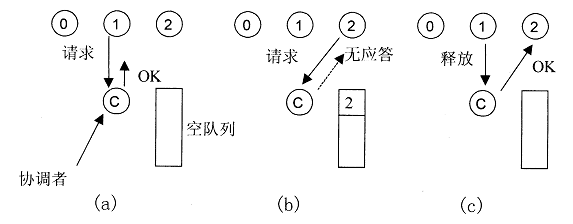 0 1 2 0 1 2 0 1 2
请求 请求 无应答 释放
OK OK
C C 2 C
空队列
协调者
(a) (b) (c)